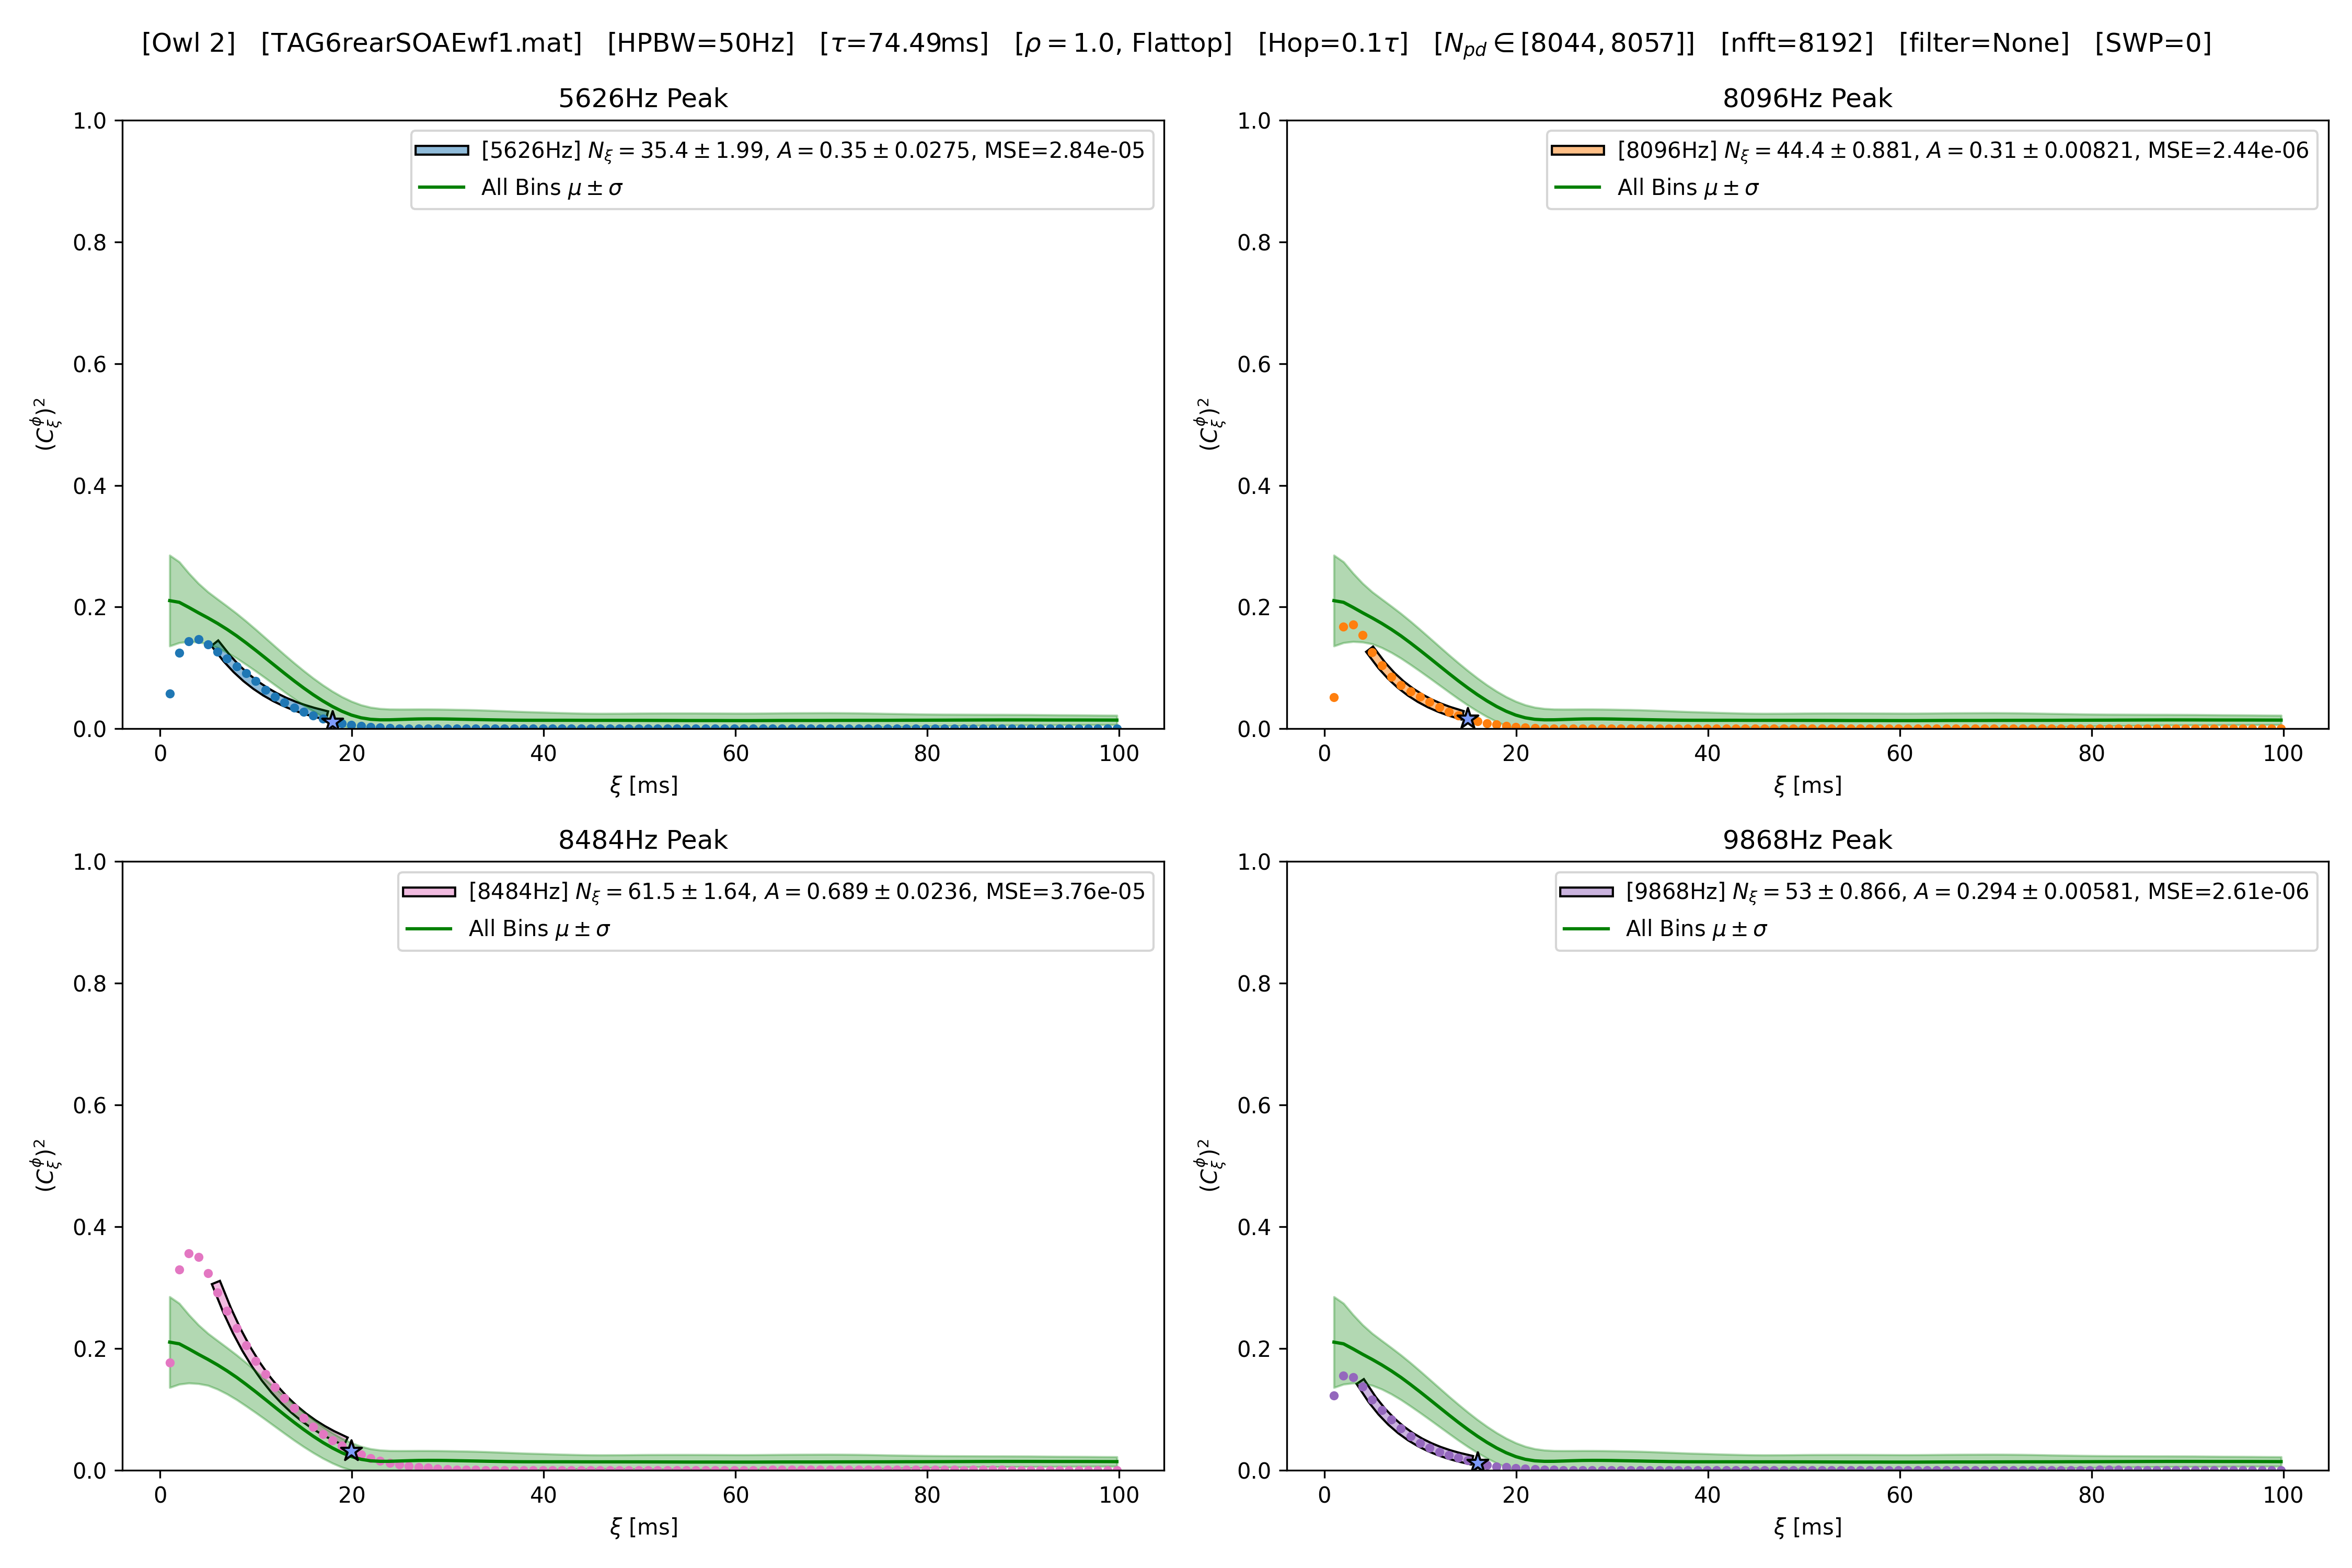 [Owl 2] [TAG6rearSOAEwf1.mat] [HPBW=50Hz] [τ=74.49ms] [ρ = 1.0, Flattop] [Hop=0.1τ] [N_pd ∈ [8044, 8057]] [nfft=8192] [filter=None] [SWP=0]
5626Hz Peak
1.0
0.8
0.6
0.4
0.2
0.0
(C_ξ^ϕ)²
[5626Hz] N_ξ = 35.4 ± 1.99, A = 0.35 ± 0.0275, MSE=2.84e-05
All Bins μ ± σ
0 20 40 60 80 100
ξ [ms]
8096Hz Peak
1.0
0.8
0.6
0.4
0.2
0.0
(C_ξ^ϕ)²
[8096Hz] N_ξ = 44.4 ± 0.881, A = 0.31 ± 0.00821, MSE=2.44e-06
All Bins μ ± σ
0 20 40 60 80 100
ξ [ms]
8484Hz Peak
1.0
0.8
0.6
0.4
0.2
0.0
(C_ξ^ϕ)²
[8484Hz] N_ξ = 61.5 ± 1.64, A = 0.689 ± 0.0236, MSE=3.76e-05
All Bins μ ± σ
0 20 40 60 80 100
ξ [ms]
9868Hz Peak
1.0
0.8
0.6
0.4
0.2
0.0
(C_ξ^ϕ)²
[9868Hz] N_ξ = 53 ± 0.866, A = 0.294 ± 0.00581, MSE=2.61e-06
All Bins μ ± σ
0 20 40 60 80 100
ξ [ms]